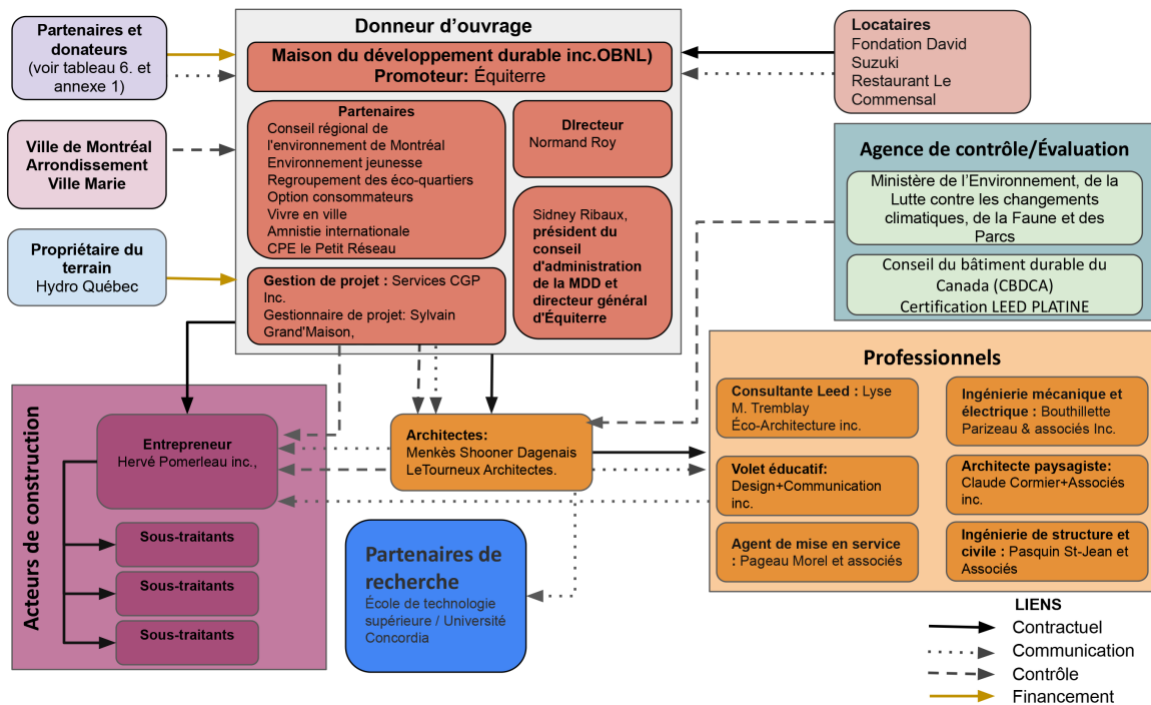 Partenaires et
donateurs
(voir tableau 6. et
annexe 1)
Ville de Montréal
Arrondissement
Ville Marie
Propriétaire du
terrain
Hydro Québec
Donneur d’ouvrage
Maison du développement durable inc.OBNL)
Promoteur: Équiterre
Partenaires
Conseil régional de
l'environnement de Montréal
Environnement jeunesse
Regroupement des éco-quartiers
Option consommateurs
Vivre en ville
Amnistie internationale
CPE le Petit Réseau
DIrecteur
Normand Roy
Sidney Ribaux,
président du
conseil
d'administration
de la MDD et
directeur général
d'Équiterre
Gestion de projet : Services CGP
Inc.
Gestionnaire de projet: Sylvain
Grand'Maison,
Locataires
Fondation David
Suzuki
Restaurant Le
Commensal
Agence de contrôle/Évaluation
Ministère de l’Environnement, de la
Lutte contre les changements
climatiques, de la Faune et des
Parcs
Conseil du bâtiment durable du
Canada (CBDCA)
Certification LEED PLATINE
Acteurs de construction
Entrepreneur
Hervé Pomerleau inc.,
Sous-traitants
Sous-traitants
Sous-traitants
Architectes:
Menkès Shooner Dagenais
LeTourneux Architectes.
Partenaires de
recherche
École de technologie
supérieure / Université
Concordia
Professionnels
Consultante Leed : Lyse
M. Tremblay
Éco-Architecture inc.
Volet éducatif:
Design+Communication
inc.
Agent de mise en service
: Pageau Morel et associés
Ingénierie mécanique et
électrique : Bouthillette
Parizeau & associés Inc.
Architecte paysagiste:
Claude Cormier+Associés
inc.
Ingénierie de structure et
civile : Pasquin St-Jean et
Associés
LIENS
Contractuel
Communication
Contrôle
Financement